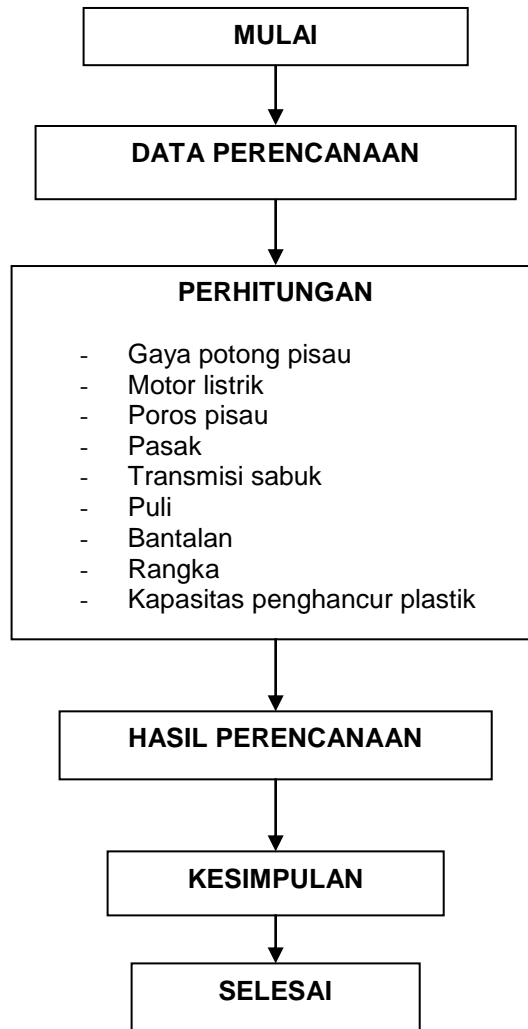 MULAI
DATA PERENCANAAN
PERHITUNGAN
- Gaya potong pisau
- Motor listrik
- Poros pisau
- Pasak
- Transmisi sabuk
- Puli
- Bantalan
- Rangka
- Kapasitas penghancur plastik
HASIL PERENCANAAN
KESIMPULAN
SELESAI